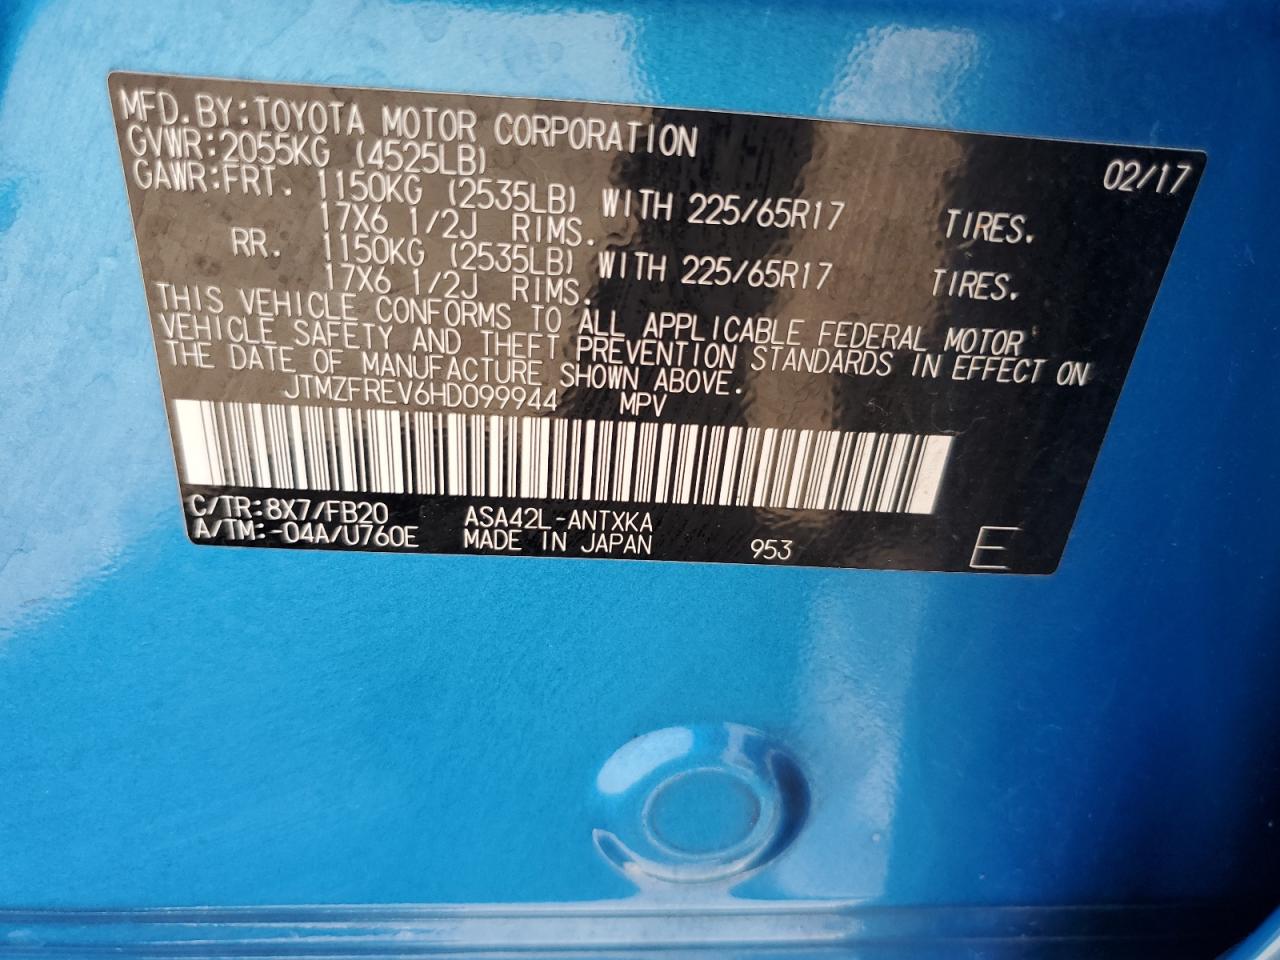 MFD.BY:TOYOTA MOTOR CORPORATION 02/17
GVWR:2055KG (4525LB)
GAWR:FRT. 1150KG (2535LB) WITH 225/65R17 TIRES.
17X6 1/2J RIMS.
RR. 1150KG (2535LB) WITH 225/65R17 TIRES.
17X6 1/2J RIMS.
THIS VEHICLE CONFORMS TO ALL APPLICABLE FEDERAL MOTOR
VEHICLE SAFETY AND THEFT PREVENTION STANDARDS IN EFFECT ON
THE DATE OF MANUFACTURE SHOWN ABOVE.
JTMZFREV6HD099944 MPV
C/TR:8X7/FB20 ASA42L-ANTXKA
A/TM:-04A/U760E MADE IN JAPAN 953 E